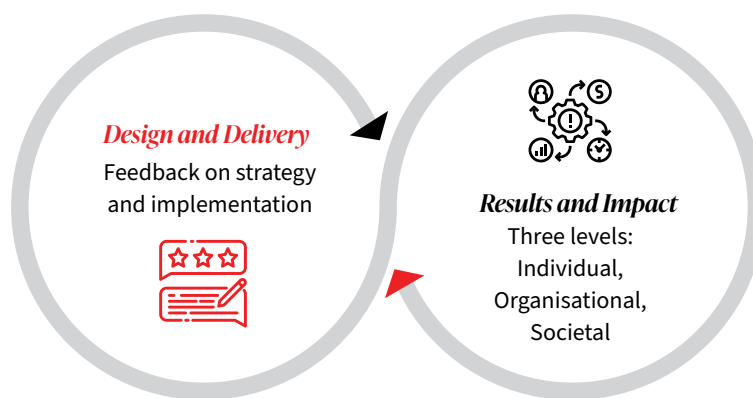 Design and Delivery
Feedback on strategy
and implementation
Results and Impact
Three levels:
Individual,
Organisational,
Societal